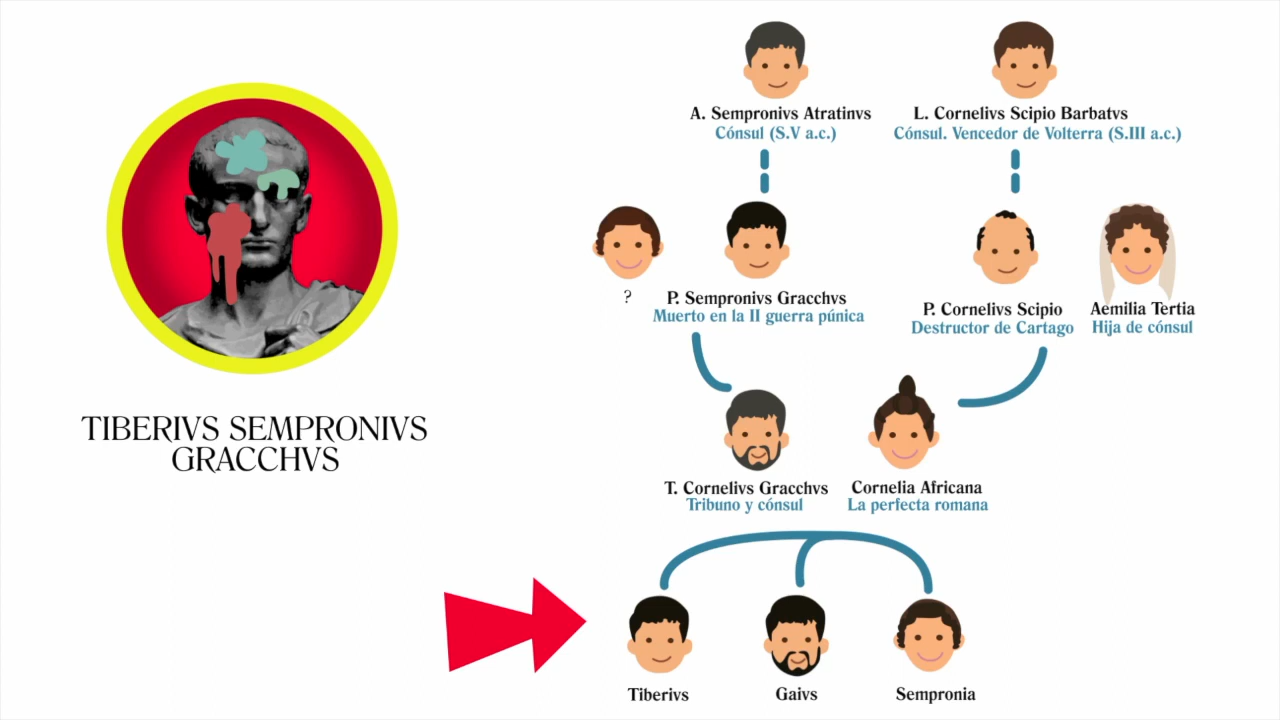 TIBERIVS SEMPRONIVS
GRACCHVS
A. Sempronivs Atratinvs
Cónsul (S.V a.c.)
L. Cornelivs Scipio Barbatvs
Cónsul. Vencedor de Volterra (S.III a.c.)
?
P. Sempronivs Gracchvs
Muerto en la II guerra púnica
P. Cornelivs Scipio
Destructor de Cartago
Aemilia Tertia
Hija de cónsul
T. Cornelivs Gracchvs
Tribuno y cónsul
Cornelia Africana
La perfecta romana
Tiberivs
Gaivs
Sempronia